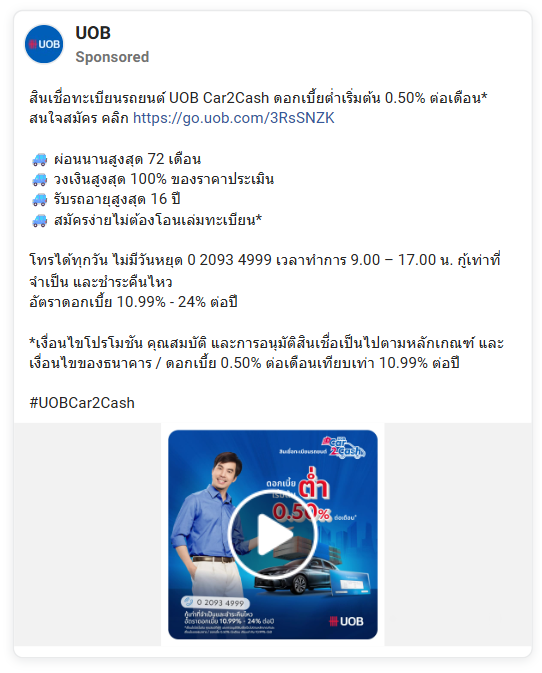 UOB
UOB
Sponsored
สินเชื่อทะเบียนรถยนต์ UOB Car2Cash ดอกเบี้ยต่ำเริ่มต้น 0.50% ต่อเดือน*
สนใจสมัคร คลิก https://go.uob.com/3RsSNZK
🚙 ผ่อนนานสูงสุด 72 เดือน
🚙 วงเงินสูงสุด 100% ของราคาประเมิน
🚙 รับรถอายุสูงสุด 16 ปี
🚙 สมัครง่ายไม่ต้องโอนเล่มทะเบียน*
โทรได้ทุกวัน ไม่มีวันหยุด 0 2093 4999 เวลาทำการ 9.00 – 17.00 น. กู้เท่าที่
จำเป็น และชำระคืนไหว
อัตราดอกเบี้ย 10.99% - 24% ต่อปี
*เงื่อนไขโปรโมชัน คุณสมบัติ และการอนุมัติสินเชื่อเป็นไปตามหลักเกณฑ์ และ
เงื่อนไขของธนาคาร / ดอกเบี้ย 0.50% ต่อเดือนเทียบเท่า 10.99% ต่อปี
#UOBCar2Cash
สินเชื่อทะเบียนรถยนต์ Car2Cash
ดอกเบี้ย
ต่ำ
0.50% ต่อเดือน*
0 2093 4999
กู้เท่าที่จำเป็นและชำระคืนไหว
อัตราดอกเบี้ย 10.99% - 24% ต่อปี
UOB